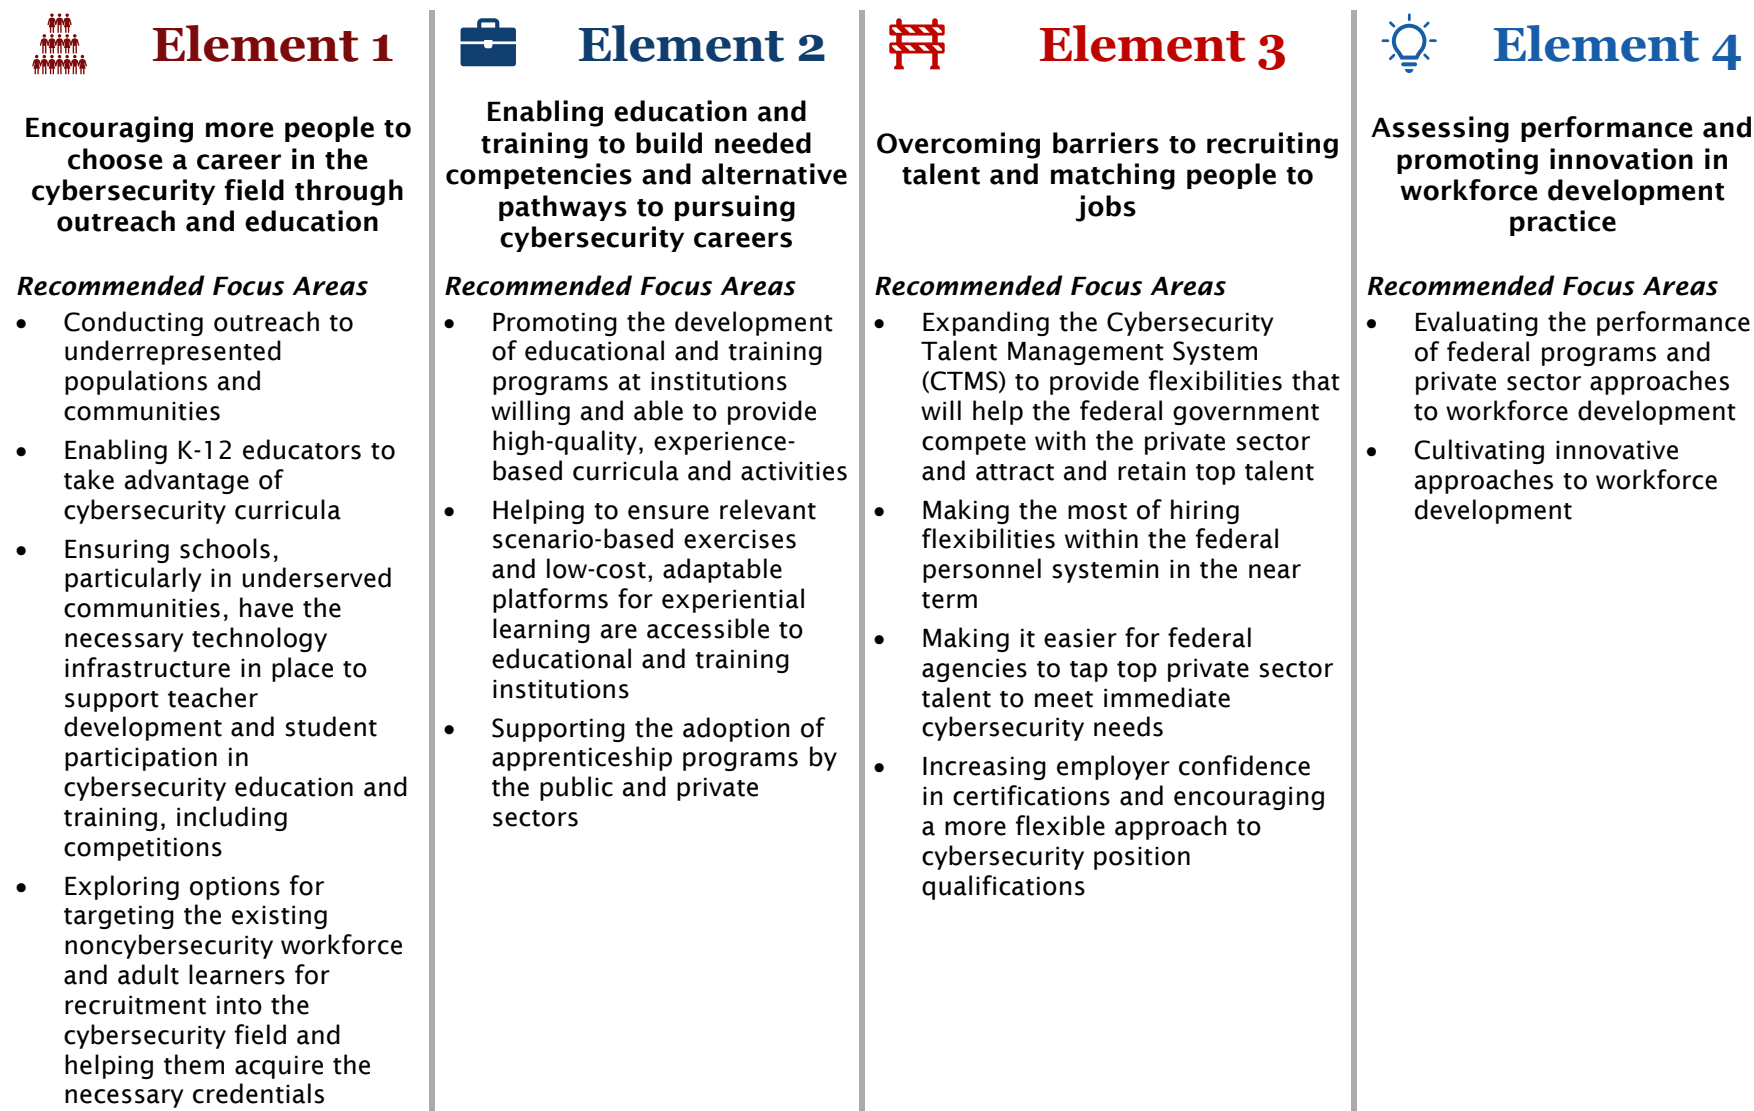 Element 1
Encouraging more people to
choose a career in the
cybersecurity field through
outreach and education
Recommended Focus Areas
• Conducting outreach to
underrepresented
populations and
communities
• Enabling K-12 educators to
take advantage of
cybersecurity curricula
• Ensuring schools,
particularly in underserved
communities, have the
necessary technology
infrastructure in place to
support teacher
development and student
participation in
cybersecurity education and
training, including
competitions
• Exploring options for
targeting the existing
noncybersecurity workforce
and adult learners for
recruitment into the
cybersecurity field and
helping them acquire the
necessary credentials
Element 2
Enabling education and
training to build needed
competencies and alternative
pathways to pursuing
cybersecurity careers
Recommended Focus Areas
• Promoting the development
of educational and training
programs at institutions
willing and able to provide
high-quality, experience-
based curricula and activities
• Helping to ensure relevant
scenario-based exercises
and low-cost, adaptable
platforms for experiential
learning are accessible to
educational and training
institutions
• Supporting the adoption of
apprenticeship programs by
the public and private
sectors
Element 3
Overcoming barriers to recruiting
talent and matching people to
jobs
Recommended Focus Areas
• Expanding the Cybersecurity
Talent Management System
(CTMS) to provide flexibilities that
will help the federal government
compete with the private sector
and attract and retain top talent
• Making the most of hiring
flexibilities within the federal
personnel systemin in the near
term
• Making it easier for federal
agencies to tap top private sector
talent to meet immediate
cybersecurity needs
• Increasing employer confidence
in certifications and encouraging
a more flexible approach to
cybersecurity position
qualifications
Element 4
Assessing performance and
promoting innovation in
workforce development
practice
Recommended Focus Areas
• Evaluating the performance
of federal programs and
private sector approaches
to workforce development
• Cultivating innovative
approaches to workforce
development